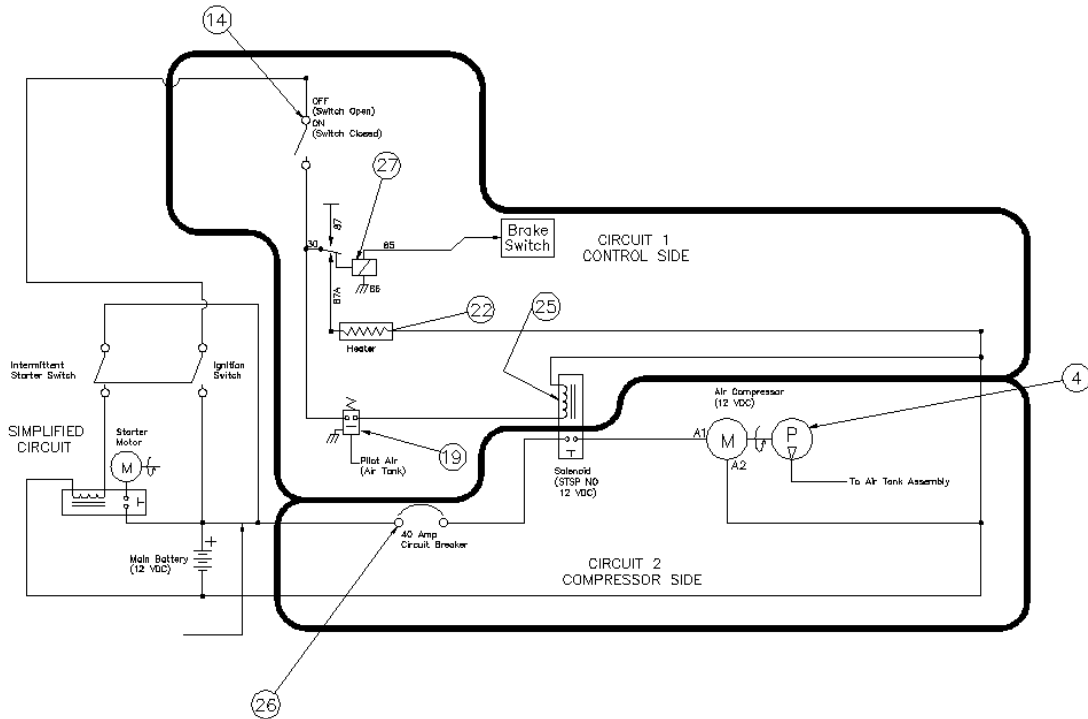 14
OFF
(Switch Open)
ON
(Switch Closed)
27
87
30
85
Brake
Switch
CIRCUIT 1
CONTROL SIDE
86
87A
22
25
Heater
Intermittent
Starter Switch
Ignition
Switch
4
Air Compressor
(12 VDC)
A1
M
P
A2
SIMPLIFIED
CIRCUIT
Starter
Motor
M
Pilot Air
(Air Tank)
19
Solenoid
(STSP NO
12 VDC)
To Air Tank Assembly
40 Amp
Circuit Breaker
+
Main Battery
(12 VDC)
CIRCUIT 2
COMPRESSOR SIDE
26